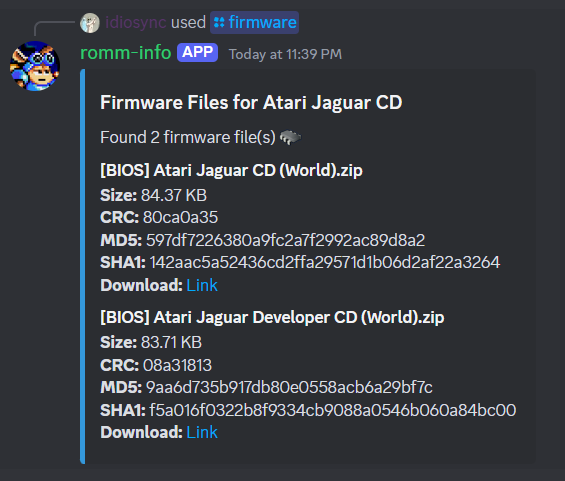 idiosync used firmware
romm-info APP Today at 11:39 PM
Firmware Files for Atari Jaguar CD
Found 2 firmware file(s)
[BIOS] Atari Jaguar CD (World).zip
Size: 84.37 KB
CRC: 80ca0a35
MD5: 597df7226380a9fc2a7f2992ac89d8a2
SHA1: 142aac5a52436cd2ffa29571d1b06d2af22a3264
Download: Link
[BIOS] Atari Jaguar Developer CD (World).zip
Size: 83.71 KB
CRC: 08a31813
MD5: 9aa6d735b917db80e0558acb6a29bf7c
SHA1: f5a016f0322b8f9334cb9088a0546b060a84bc00
Download: Link